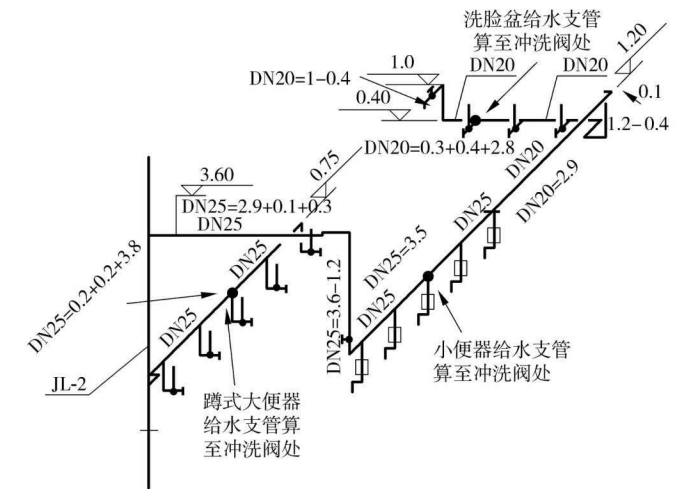 洗脸盆给水支管
算至冲洗阀处
1.20
1.0
DN20
DN20
DN20=1-0.4
0.40
0.1
1.2-0.4
DN20=0.3+0.4+2.8
DN20
DN20=2.9
0.75
3.60
DN25=2.9+0.1+0.3
DN25
DN25
DN25=3.5
DN25
DN25=0.2+0.2+3.8
DN25=3.6-1.2
DN25
DN25
小便器给水支管
算至冲洗阀处
JL-2
蹲式大便器
给水支管算
至冲洗阀处